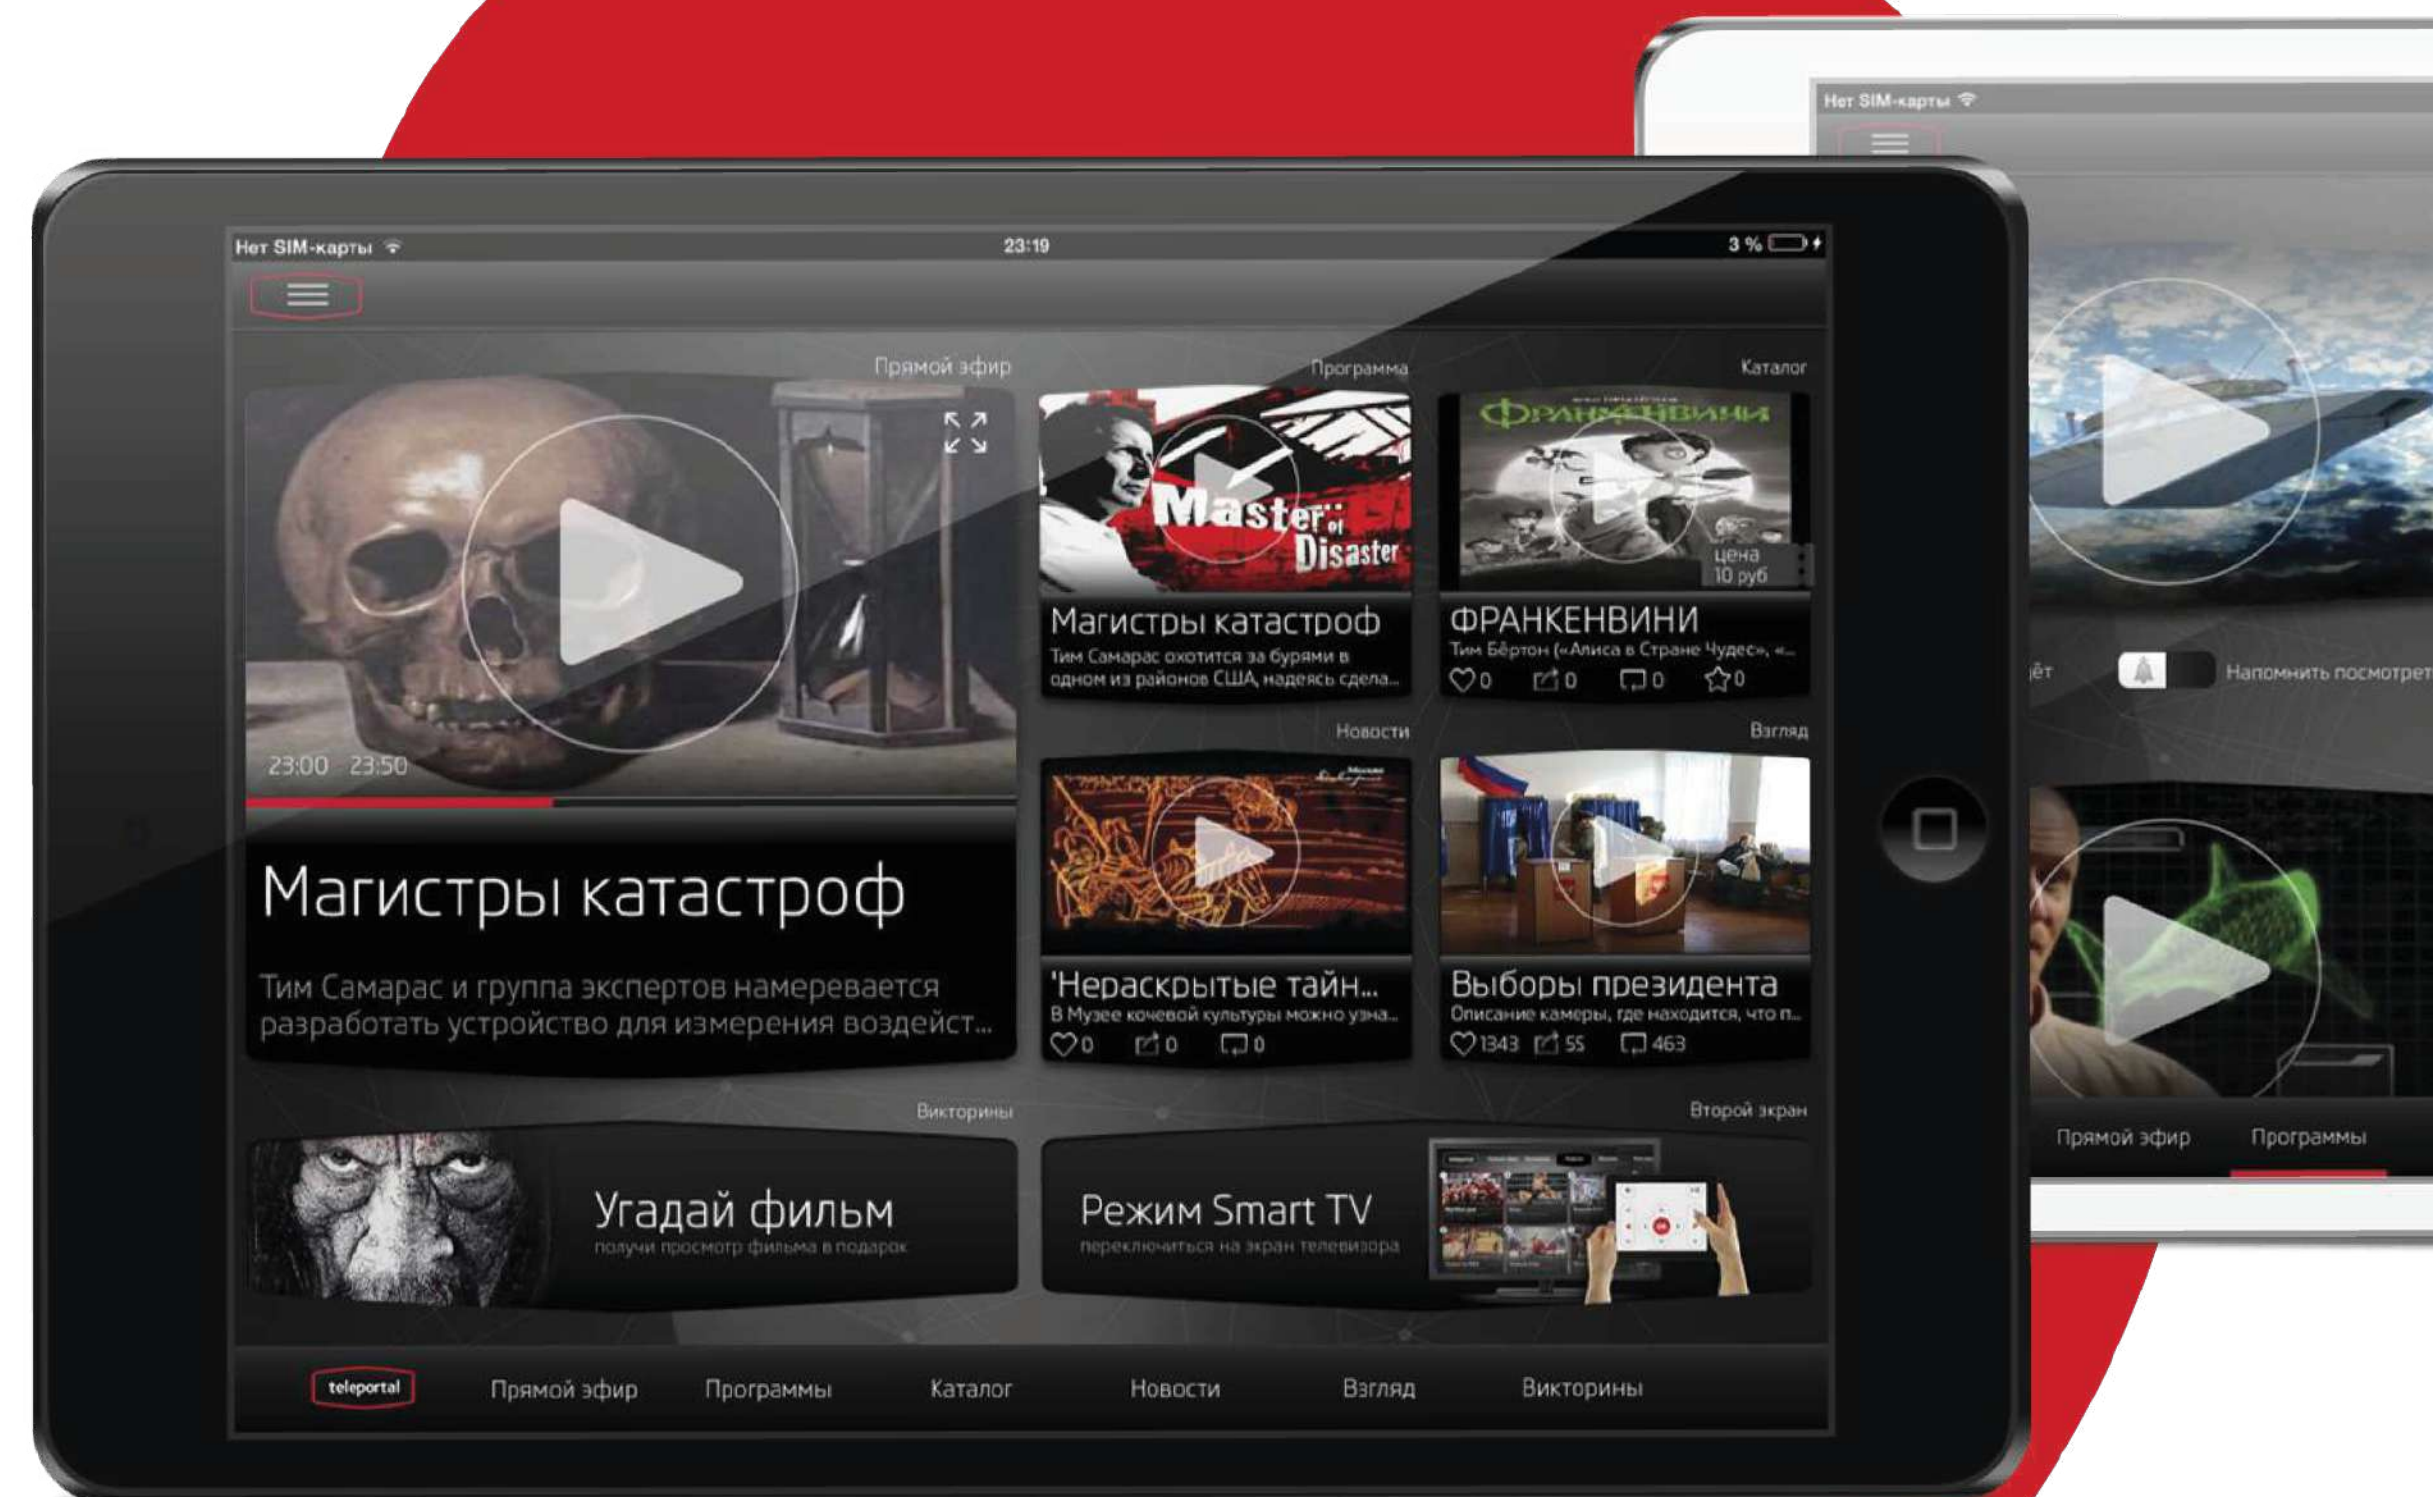 Нет SIM-карты
23:19
3 %
Прямой эфир
23:00 23:50
Магистры катастроф
Тим Самарас и группа экспертов намеревается
разработать устройство для измерения воздейст...
Программа
Master of
Disaster
Магистры катастроф
Тим Самарас охотится за бурями в
одном из районов США, надеясь сдела...
Каталог
ФРАНКЕНВИНИ
цена
10 руб
ФРАНКЕНВИНИ
Тим Бёртон («Алиса в Стране Чудес», «...
0 0 0 0
Новости
'Нераскрытые тайн...
В Музее кочевой культуры можно узна...
0 0 0
Взгляд
Выборы президента
Описание камеры, где находится, что п...
1343 55 463
Викторины
Угадай фильм
получи просмотр фильма в подарок
Второй экран
Режим Smart TV
переключиться на экран телевизора
teleportal Прямой эфир Программы Каталог Новости Взгляд Викторины
Нет SIM-карты
Напомнить посмотрет
Прямой эфир Программы